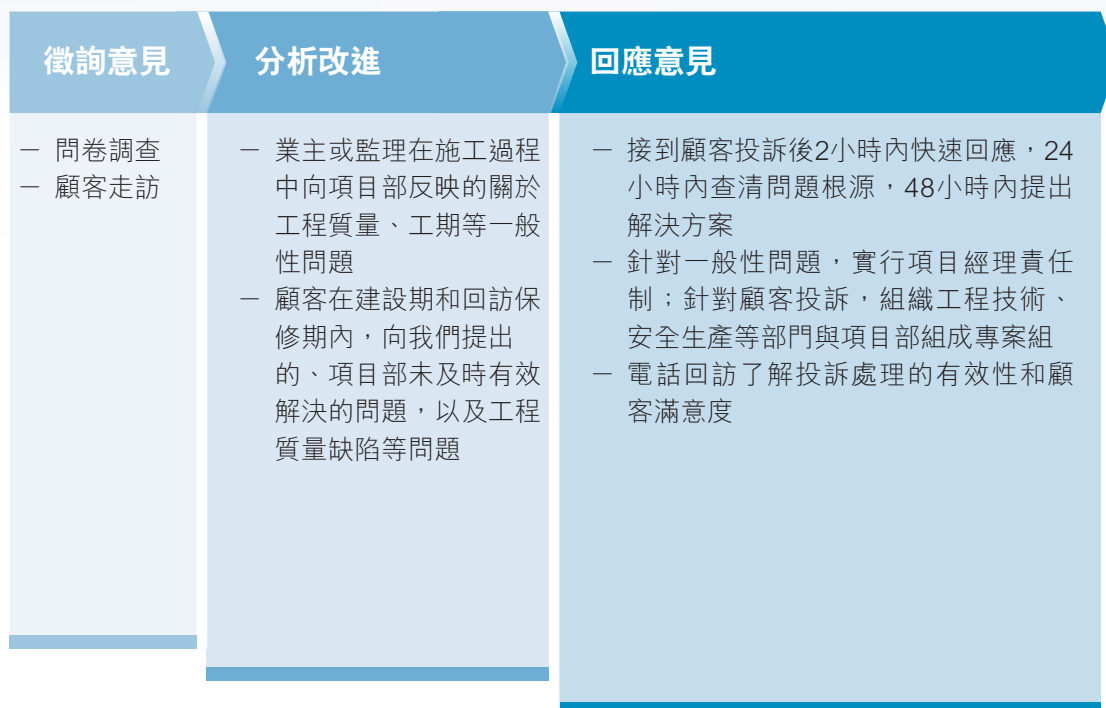 徵詢意見
分析改進
回應意見
－ 問卷調查
－ 顧客走訪
－ 業主或監理在施工過程
中向項目部反映的關於
工程質量、工期等一般
性問題
－ 顧客在建設期和回訪保
修期內，向我們提出
的、項目部未及時有效
解決的問題，以及工程
質量缺陷等問題
－ 接到顧客投訴後2小時內快速回應，24
小時內查清問題根源，48小時內提出
解決方案
－ 針對一般性問題，實行項目經理責任
制；針對顧客投訴，組織工程技術、
安全生產等部門與項目部組成專案組
－ 電話回訪了解投訴處理的有效性和顧
客滿意度